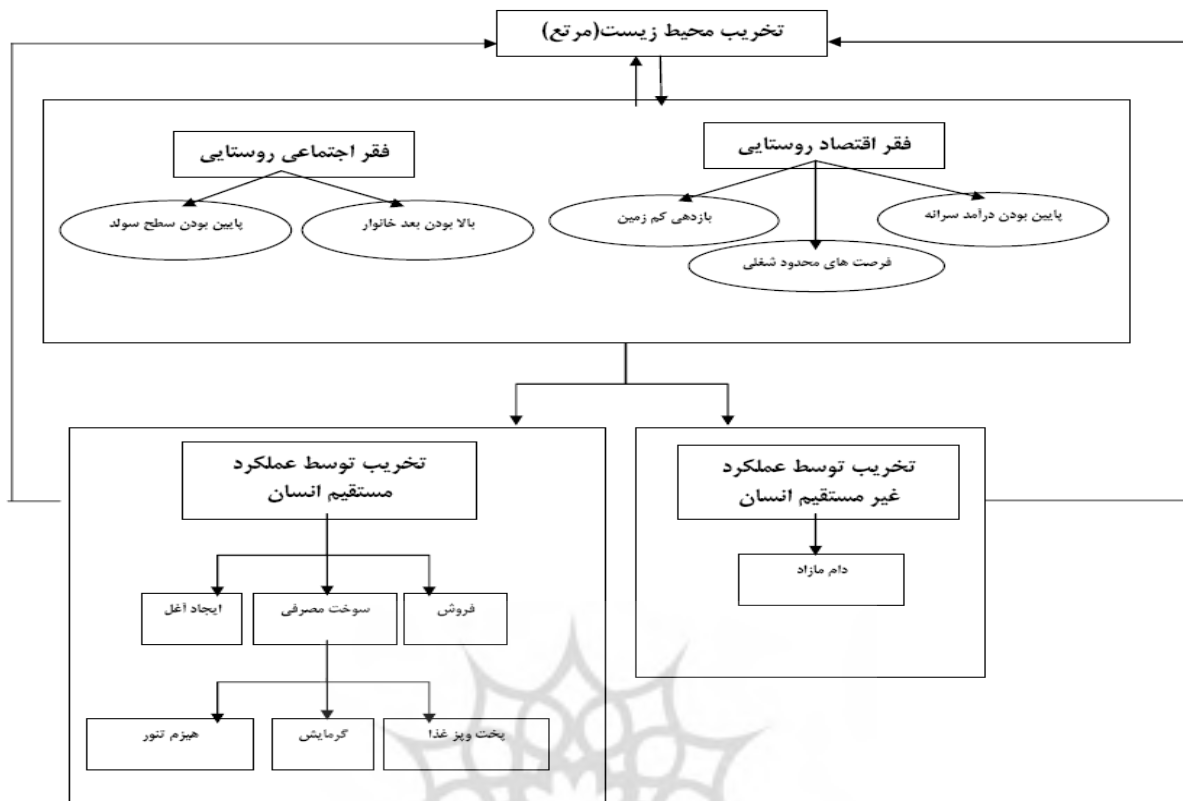 تخریب محیط زیست(مرتع)
فقر اقتصاد روستایی
فقر اجتماعی روستایی
پایین بودن درآمد سرانه
بازدهی کم زمین
بالا بودن بعد خانوار
پایین بودن سطح سولد
فرصت های محدود شغلی
تخریب توسط عملکرد
غیر مستقیم انسان
دام مازاد
تخریب توسط عملکرد
مستقیم انسان
فروش
سوخت مصرفی
ایجاد آغل
پخت وپز غذا
گرمایش
هیزم تنور